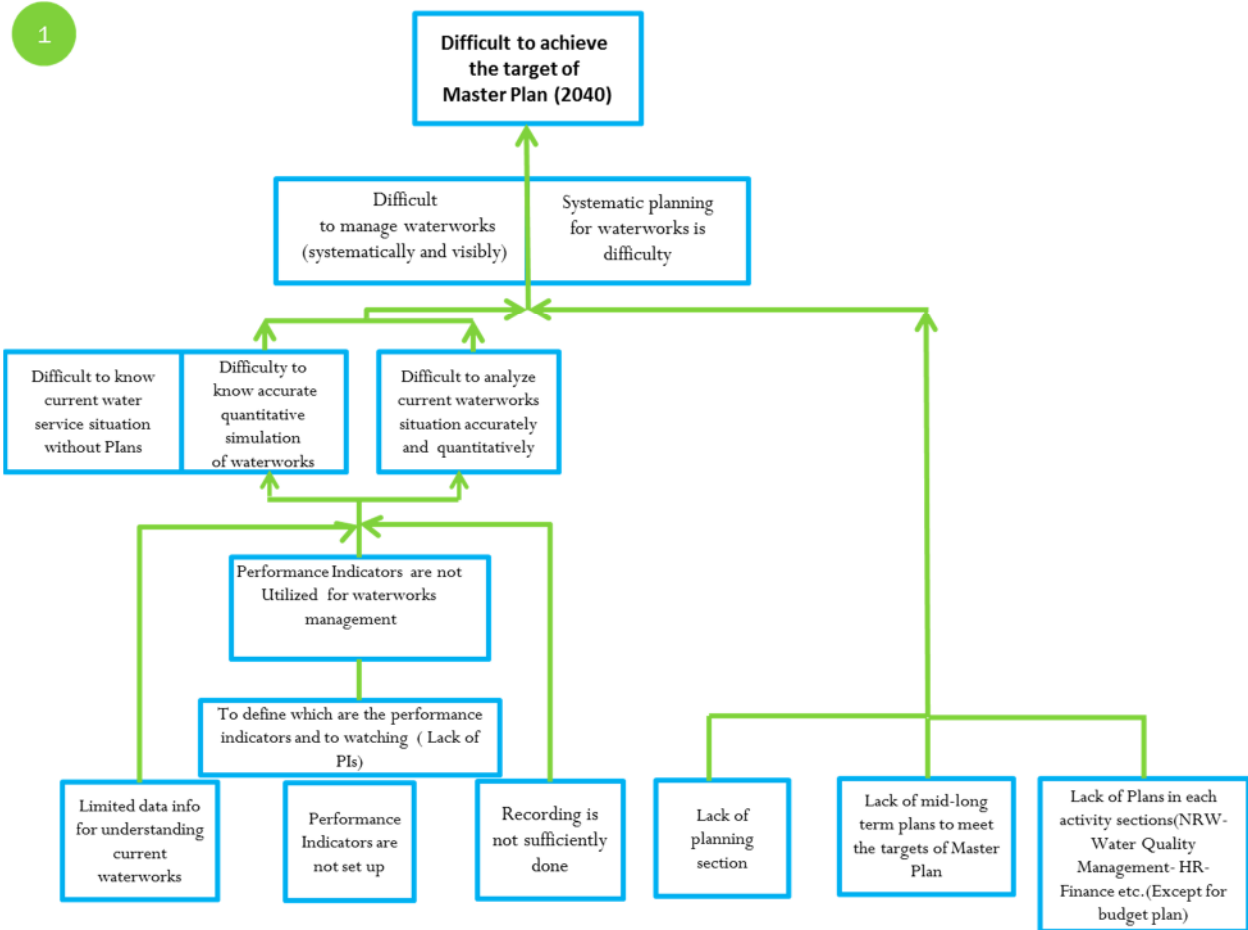 1
Difficult to achieve
the target of
Master Plan (2040)
Difficult
to manage waterworks
(systematically and visibly)
Systematic planning
for waterworks is
difficulty
Difficult to know
current water
service situation
without PIans
Difficulty to
know accurate
quantitative
simulation
of waterworks
Difficult to analyze
current waterworks
situation accurately
and quantitatively
Performance Indicators are not
Utilized for waterworks
management
To define which are the performance
indicators and to watching ( Lack of
PIs)
Limited data info
for understanding
current
waterworks
Performance
Indicators are
not set up
Recording is
not sufficiently
done
Lack of
planning
section
Lack of mid-long
term plans to meet
the targets of Master
Plan
Lack of Plans in each
activity sections(NRW-
Water Quality
Management- HR-
Finance etc.(Except for
budget plan)